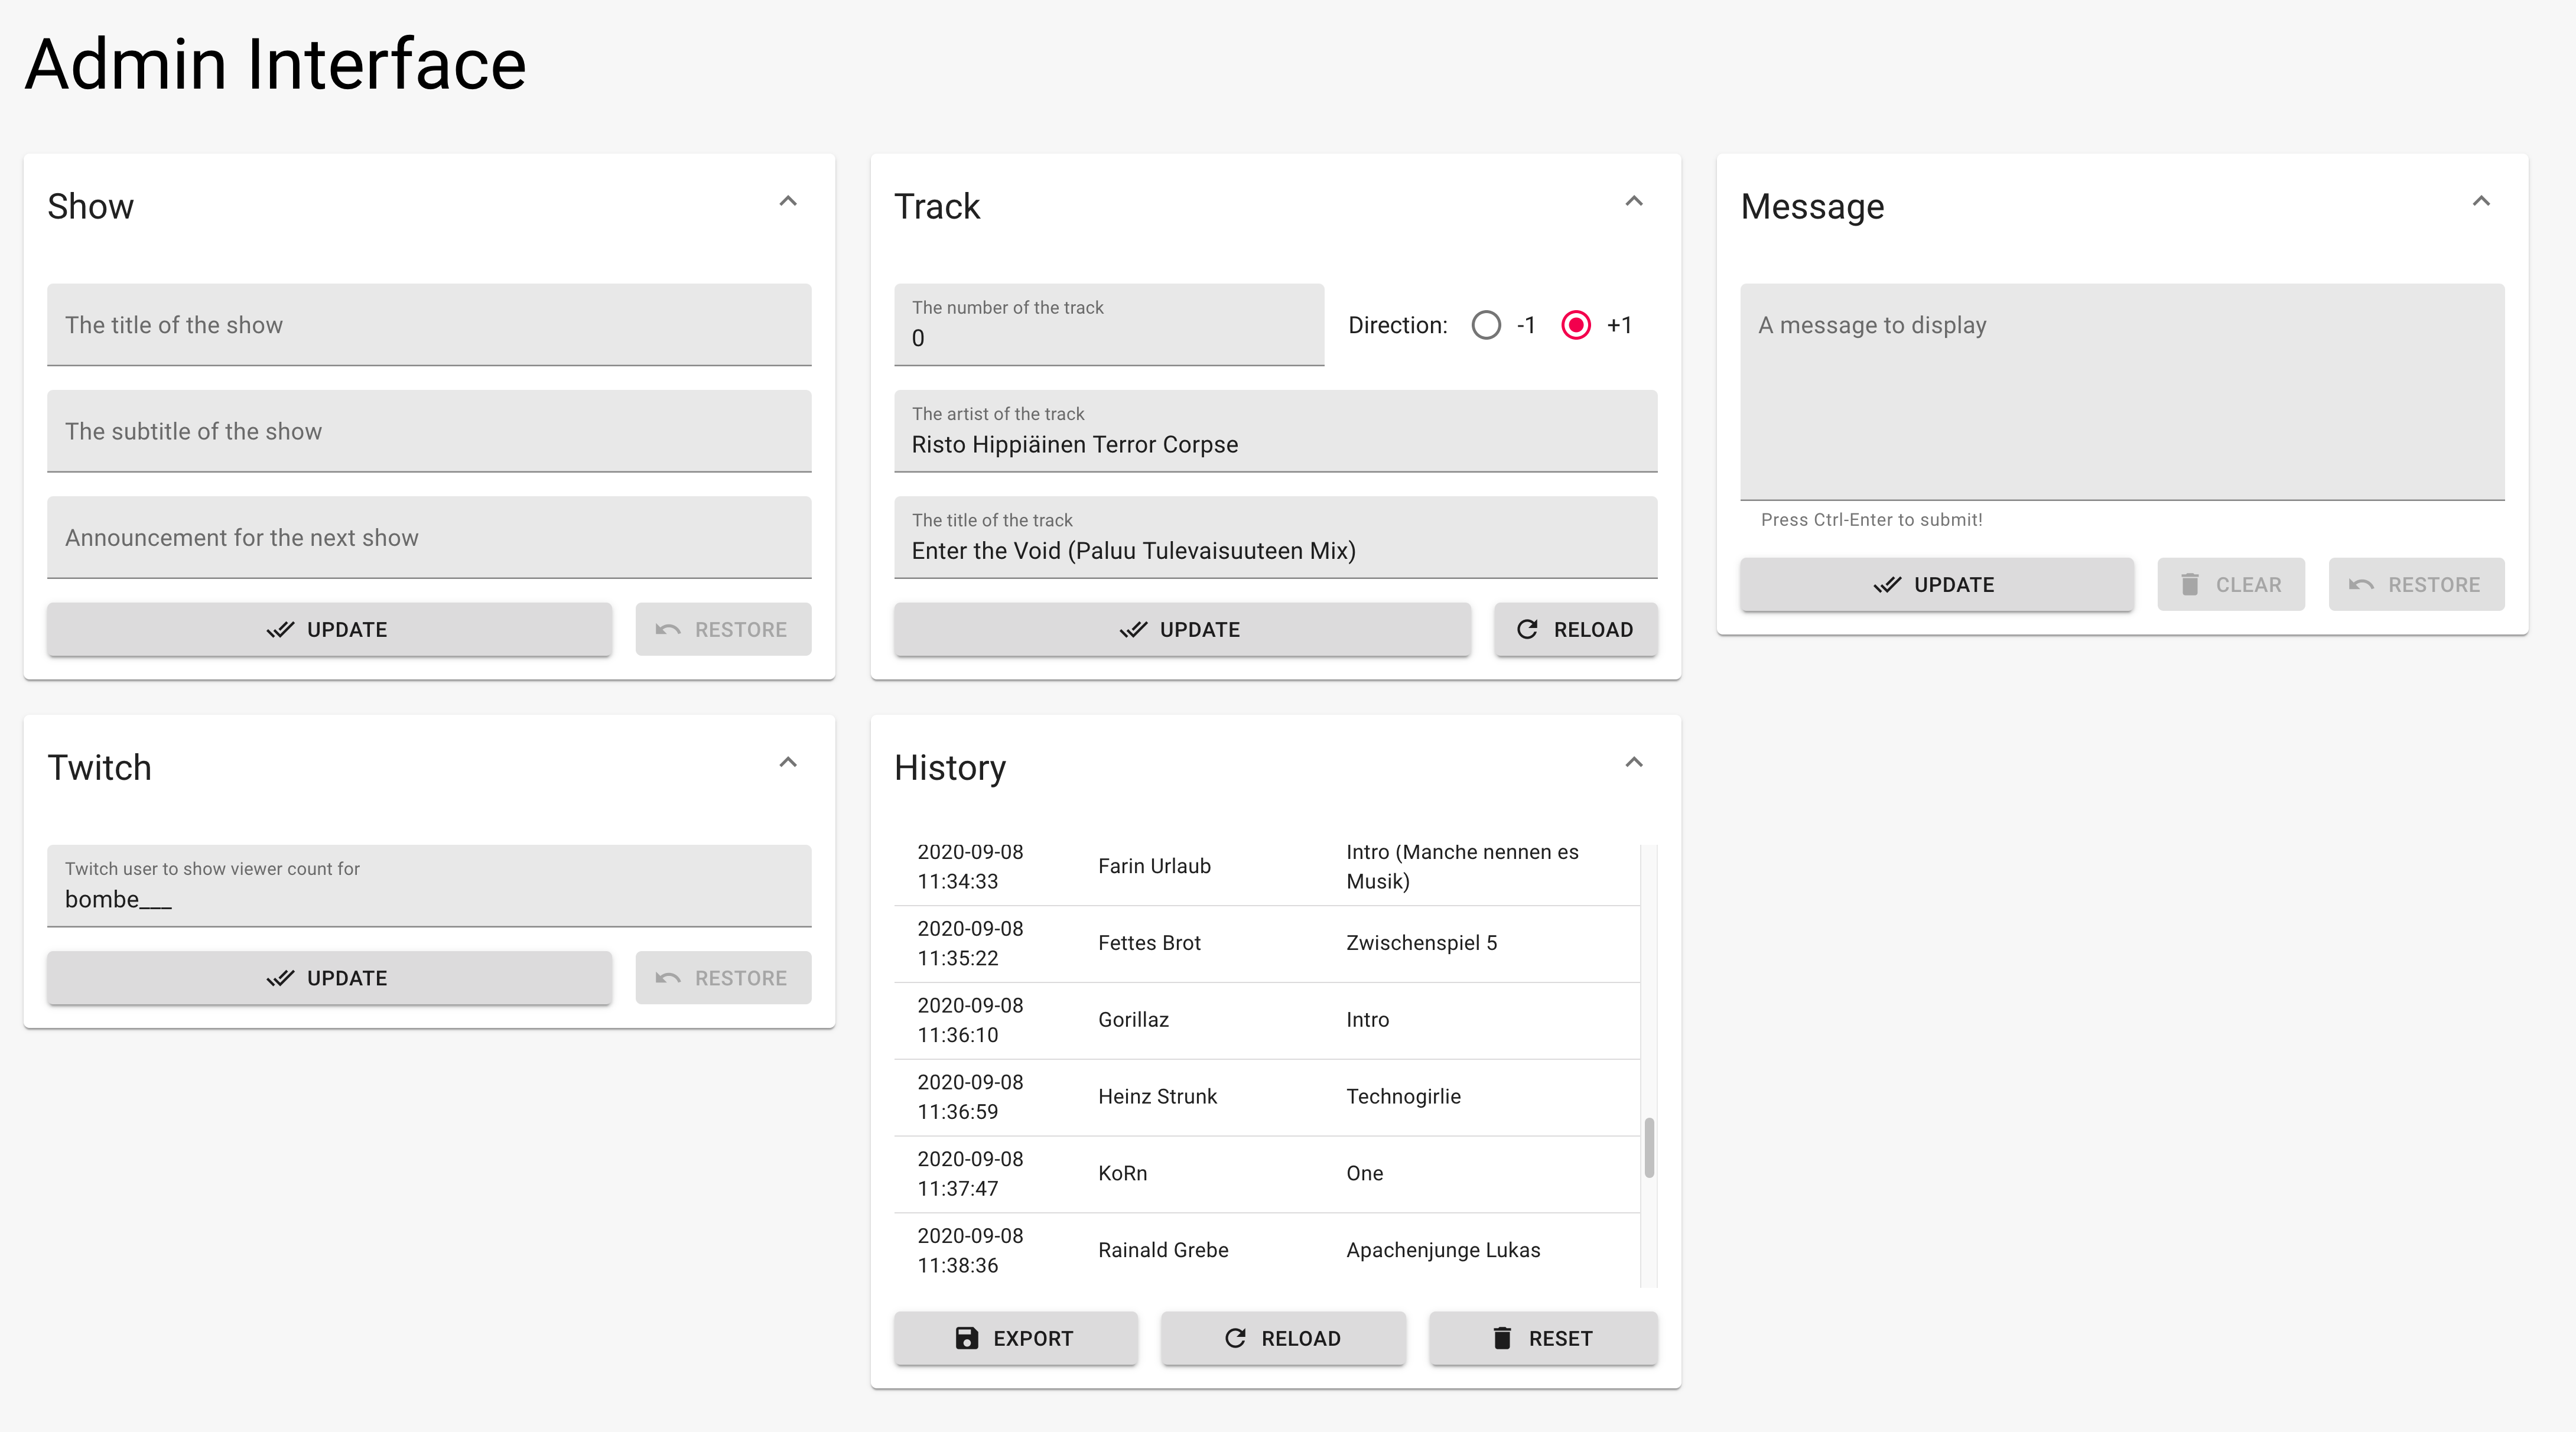 Admin Interface
Show
The title of the show
The subtitle of the show
Announcement for the next show
UPDATE
RESTORE
Track
The number of the track
0
Direction:
-1
+1
The artist of the track
Risto Hippiäinen Terror Corpse
The title of the track
Enter the Void (Paluu Tulevaisuuteen Mix)
UPDATE
RELOAD
Message
A message to display
Press Ctrl-Enter to submit!
UPDATE
CLEAR
RESTORE
Twitch
Twitch user to show viewer count for
bombe___
UPDATE
RESTORE
History
2020-09-08
11:34:33
Farin Urlaub
Intro (Manche nennen es
Musik)
2020-09-08
11:35:22
Fettes Brot
Zwischenspiel 5
2020-09-08
11:36:10
Gorillaz
Intro
2020-09-08
11:36:59
Heinz Strunk
Technogirlie
2020-09-08
11:37:47
KoRn
One
2020-09-08
11:38:36
Rainald Grebe
Apachenjunge Lukas
EXPORT
RELOAD
RESET